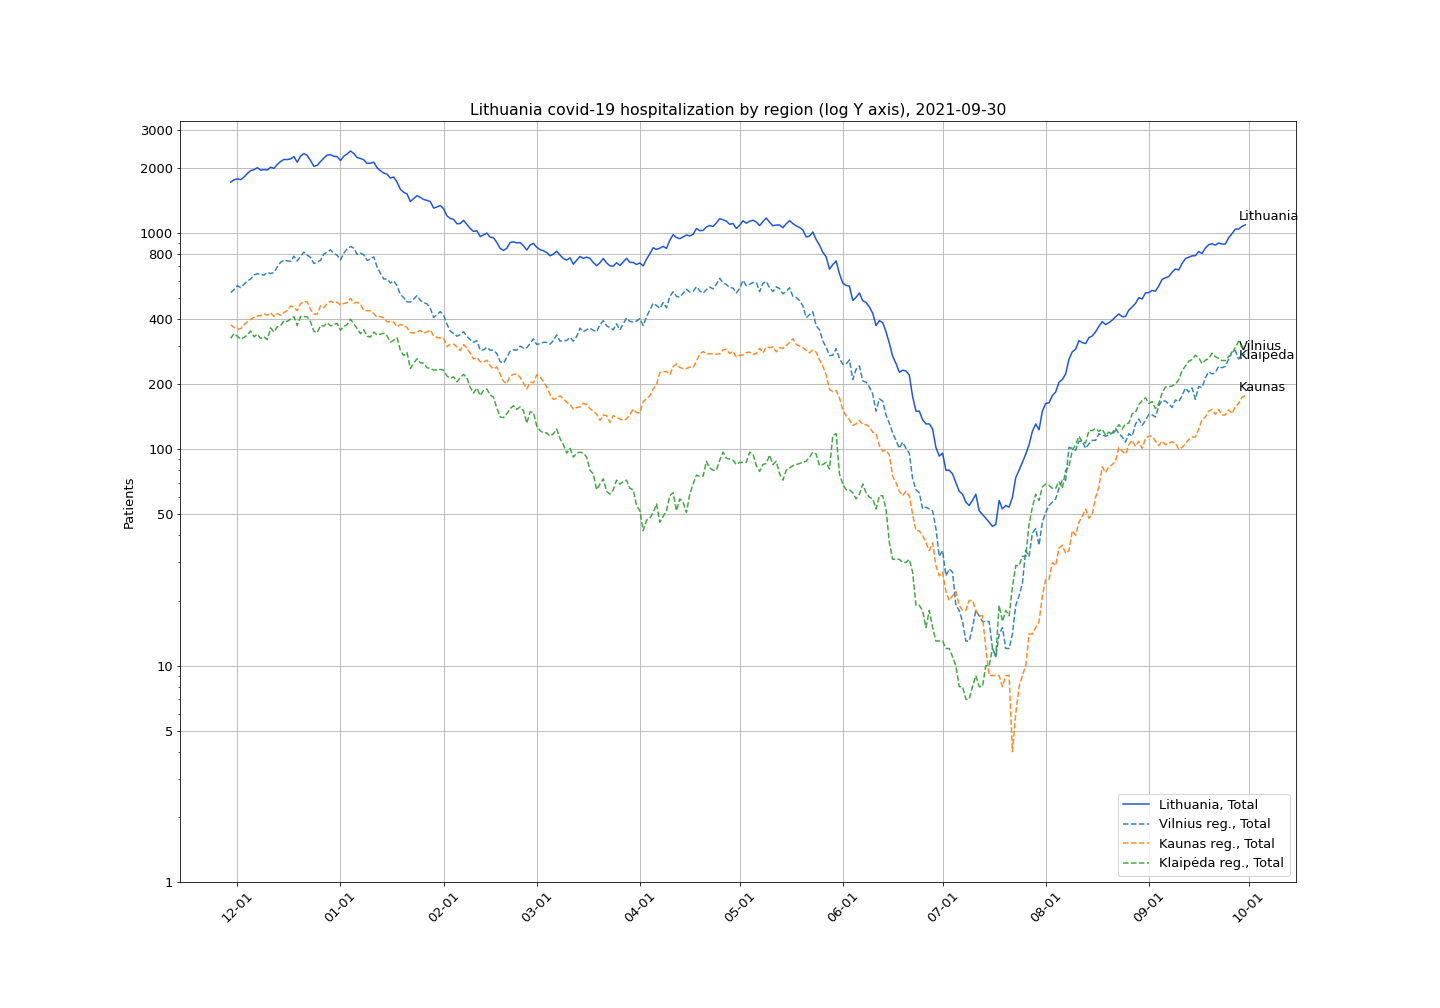 Lithuania covid-19 hospitalization by region (log Y axis), 2021-09-30
3000
2000
1000
800
400
200
100
50
10
5
1
Patients
Lithuania
Vilnius
Klaipėda
Kaunas
Lithuania, Total
Vilnius reg., Total
Kaunas reg., Total
Klaipėda reg., Total
12-01
01-01
02-01
03-01
04-01
05-01
06-01
07-01
08-01
09-01
10-01